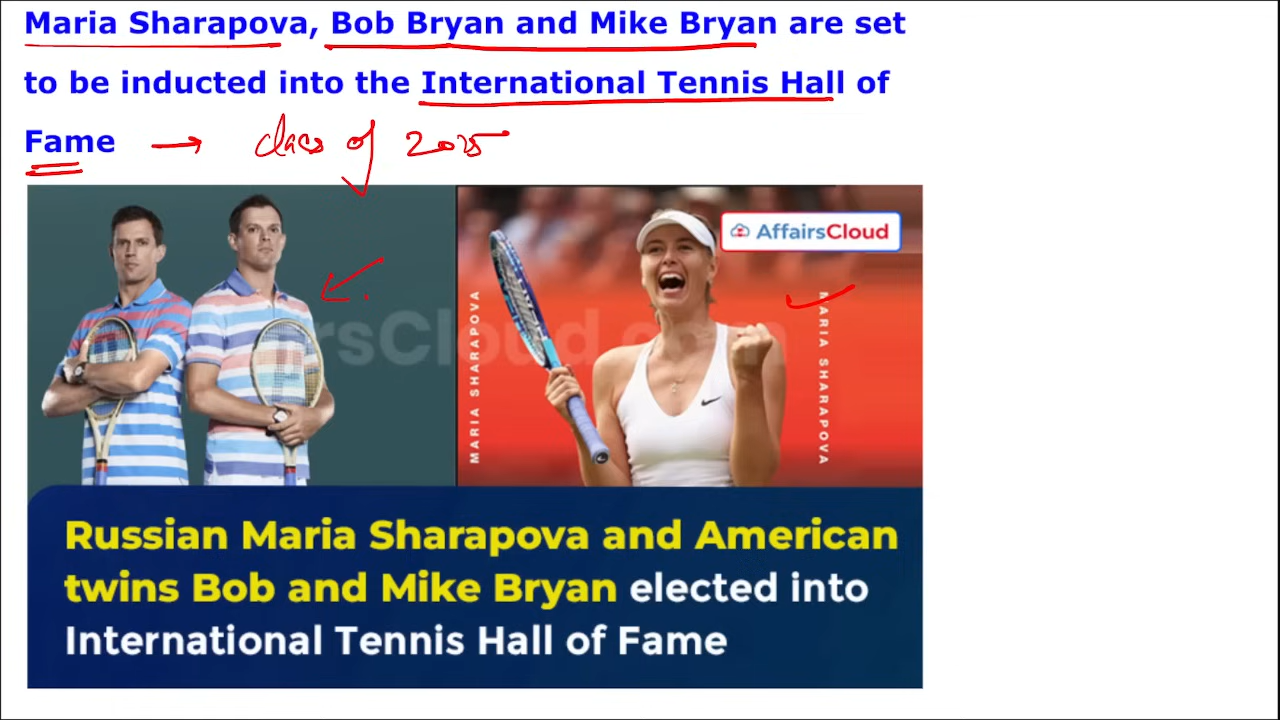 Maria Sharapova, Bob Bryan and Mike Bryan are set
to be inducted into the International Tennis Hall of
Fame → class of 2025
AffairsCloud
AffairsCloud.com
MARIA SHARAPOVA
MARIA SHARAPOVA
Russian Maria Sharapova and American
twins Bob and Mike Bryan elected into
International Tennis Hall of Fame